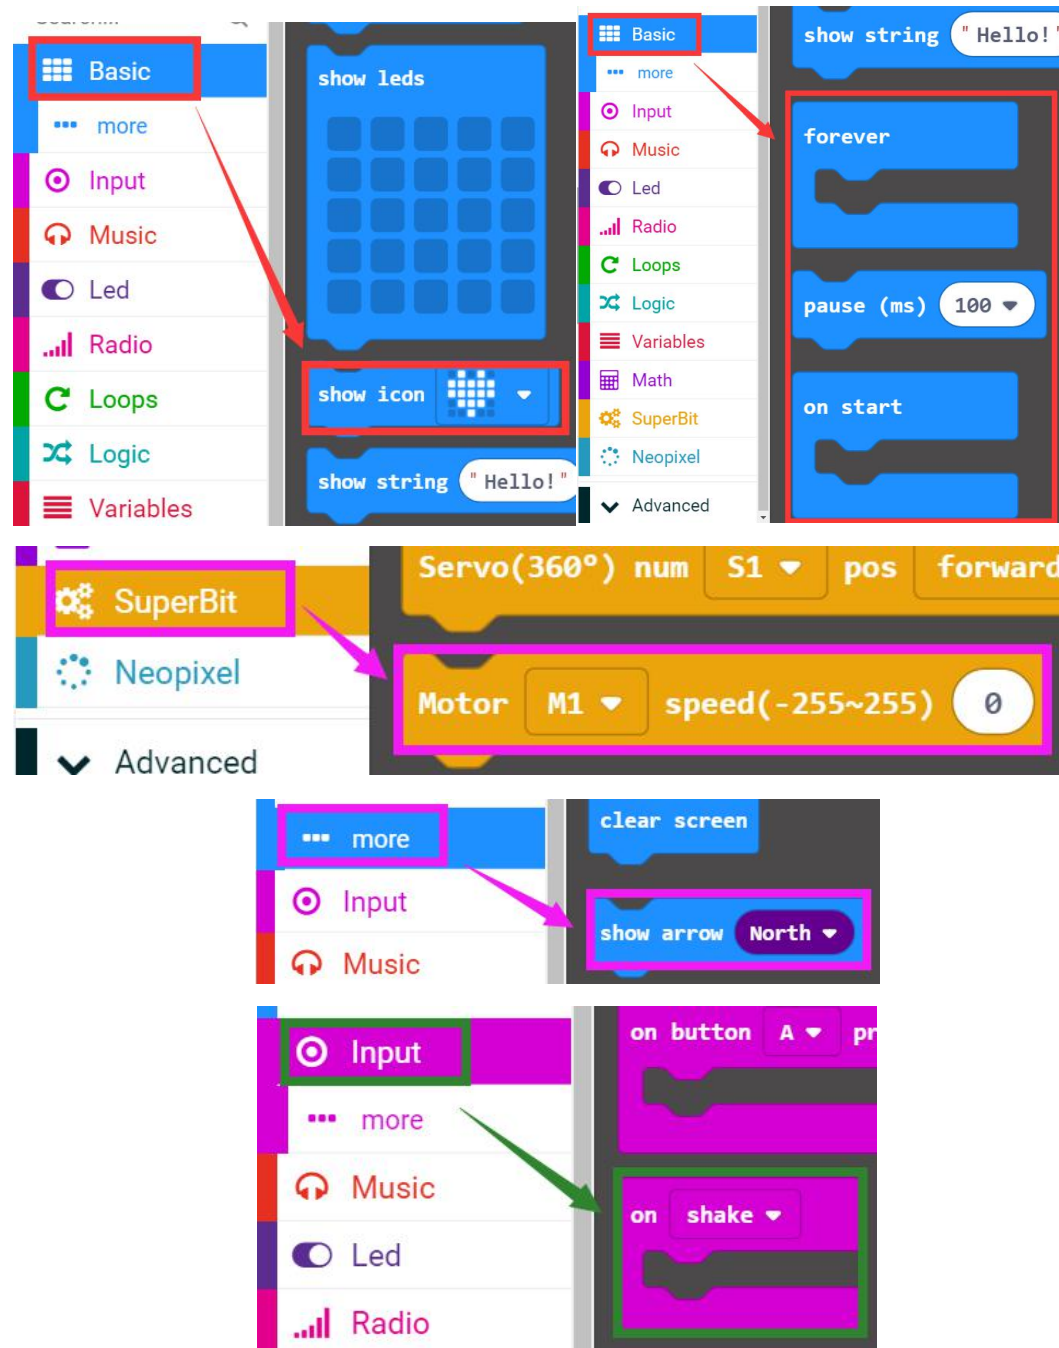 Basic
more
Input
Music
Led
Radio
Loops
Logic
Variables
show leds
show icon
show string "Hello!"
Basic
more
Input
Music
Led
Radio
Loops
Logic
Variables
Math
SuperBit
Neopixel
Advanced
show string "Hello!"
forever
pause (ms) 100
on start
SuperBit
Neopixel
Advanced
Servo(360°) num S1 pos forward
Motor M1 speed(-255~255) 0
more
Input
Music
clear screen
show arrow North
Input
more
Music
Led
Radio
on button A pr
on shake